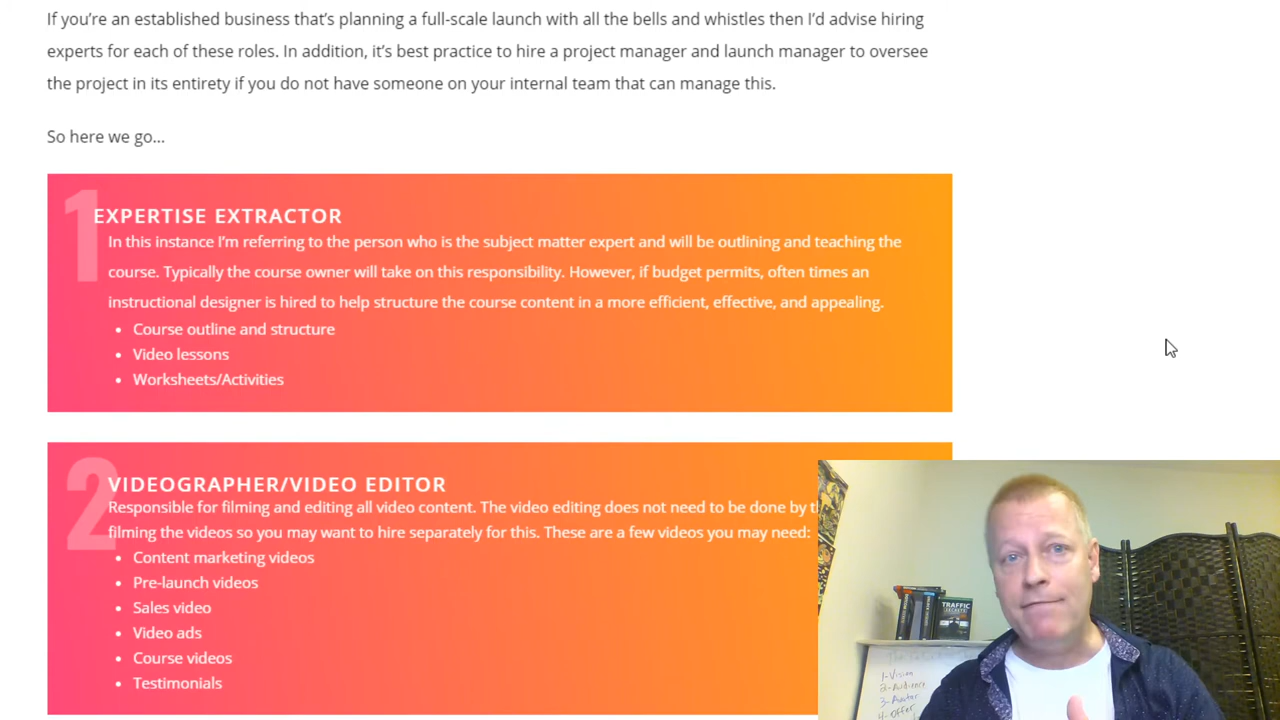 If you’re an established business that’s planning a full-scale launch with all the bells and whistles then I’d advise hiring
experts for each of these roles. In addition, it’s best practice to hire a project manager and launch manager to oversee
the project in its entirety if you do not have someone on your internal team that can manage this.
So here we go...
1
EXPERTISE EXTRACTOR
In this instance I’m referring to the person who is the subject matter expert and will be outlining and teaching the
course. Typically the course owner will take on this responsibility. However, if budget permits, often times an
instructional designer is hired to help structure the course content in a more efficient, effective, and appealing.
• Course outline and structure
• Video lessons
• Worksheets/Activities
2
VIDEOGRAPHER/VIDEO EDITOR
Responsible for filming and editing all video content. The video editing does not need to be done by
filming the videos so you may want to hire separately for this. These are a few videos you may need:
• Content marketing videos
• Pre-launch videos
• Sales video
• Video ads
• Course videos
• Testimonials
TRAFFIC
SECRETS
1-Vision
2-Audience
3-Avatar
4-Offer